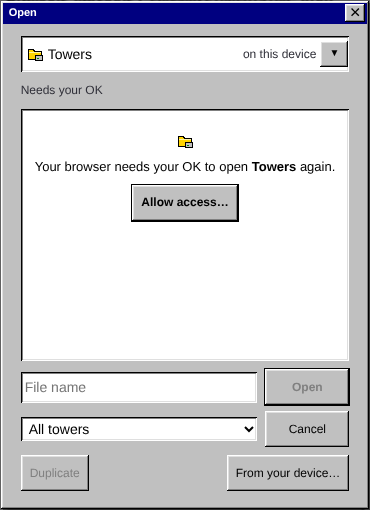 Open
Towers on this device
Needs your OK
Your browser needs your OK to open Towers again.
Allow access…
File name Open
All towers Cancel
Duplicate From your device…